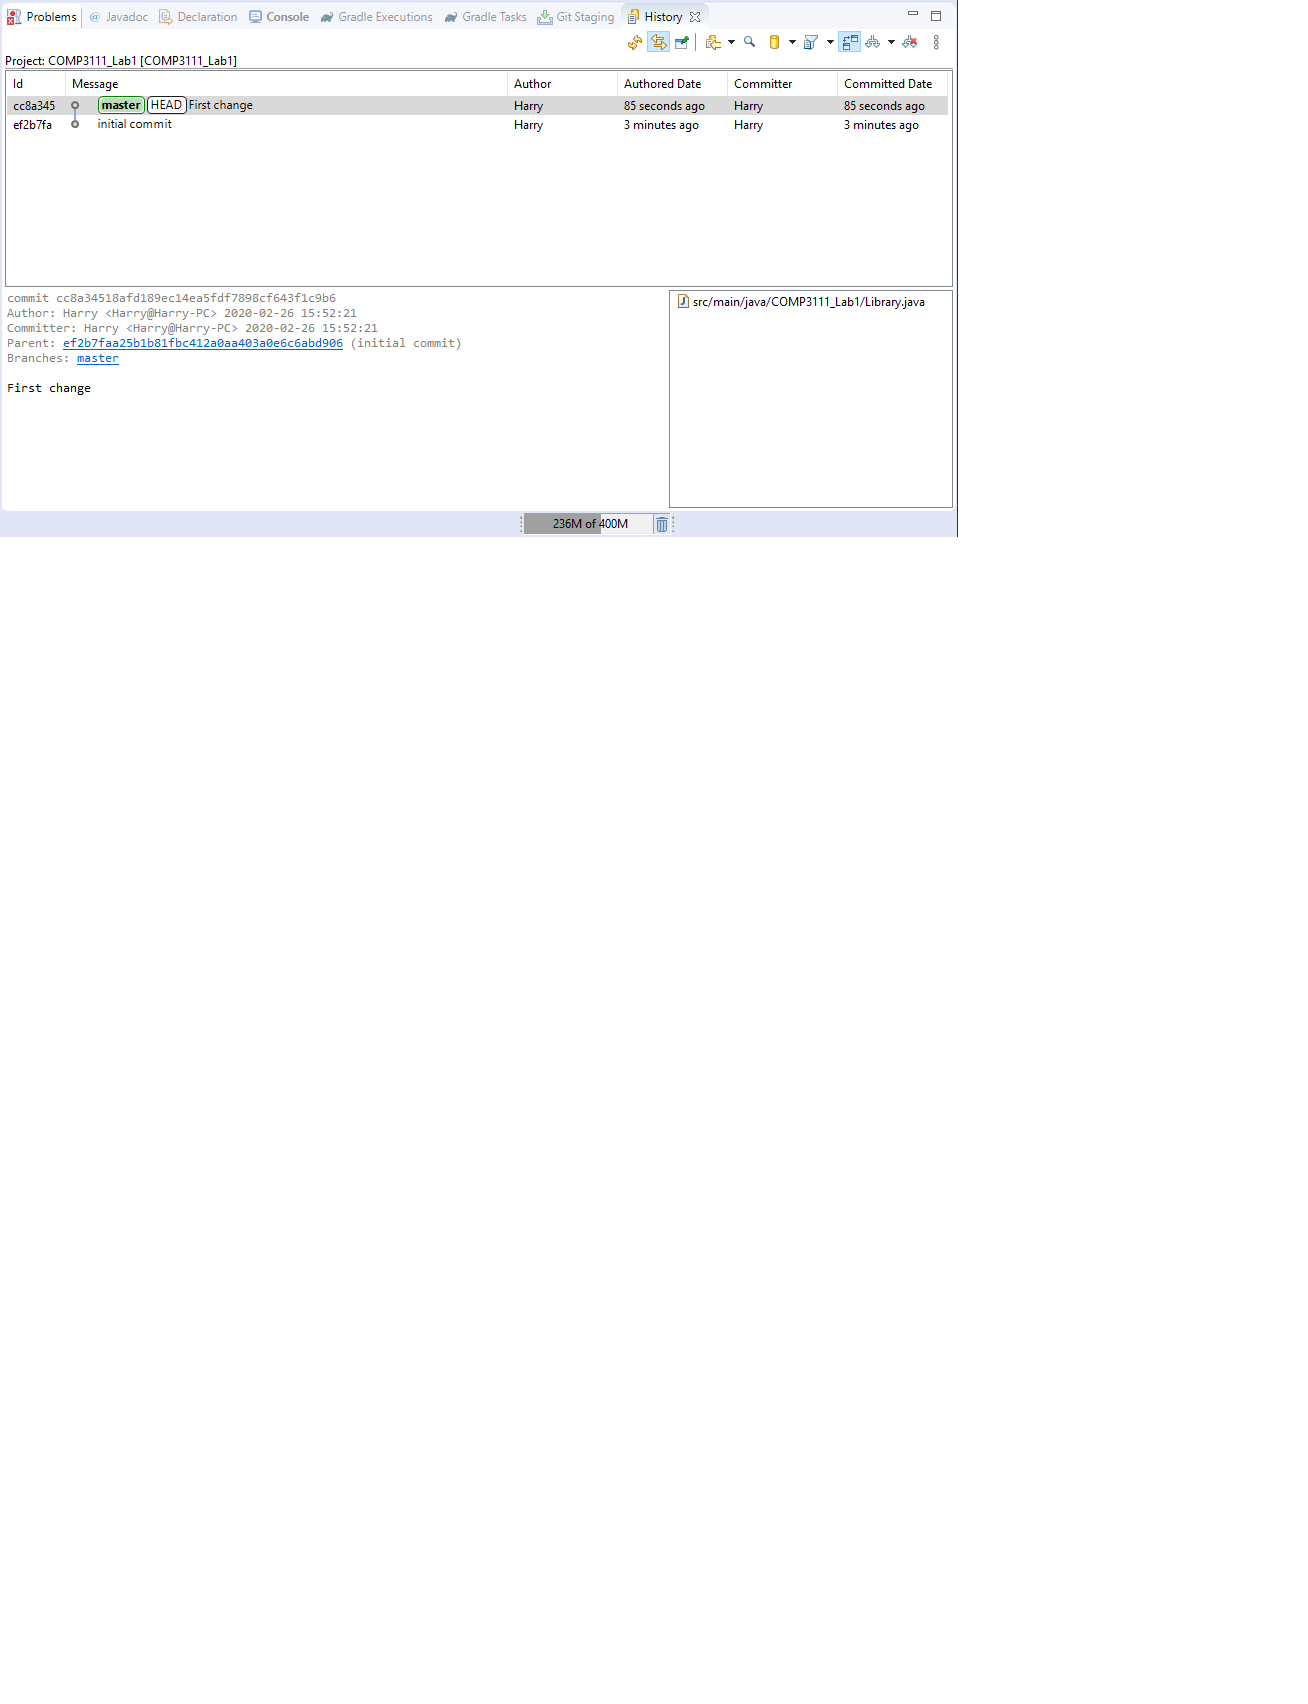 Problems @ Javadoc Declaration Console Gradle Executions Gradle Tasks Git Staging History
Project: COMP3111_Lab1 [COMP3111_Lab1]
Id Message Author Authored Date Committer Committed Date
cc8a345 master HEAD First change Harry 85 seconds ago Harry 85 seconds ago
ef2b7fa initial commit Harry 3 minutes ago Harry 3 minutes ago
commit cc8a34518afd189ec14ea5fdf7898cf643f1c9b6
Author: Harry <Harry@Harry-PC> 2020-02-26 15:52:21
Committer: Harry <Harry@Harry-PC> 2020-02-26 15:52:21
Parent: ef2b7faa25b1b81fbc412a0aa403a0e6c6abd906 (initial commit)
Branches: master
First change
src/main/java/COMP3111_Lab1/Library.java
236M of 400M